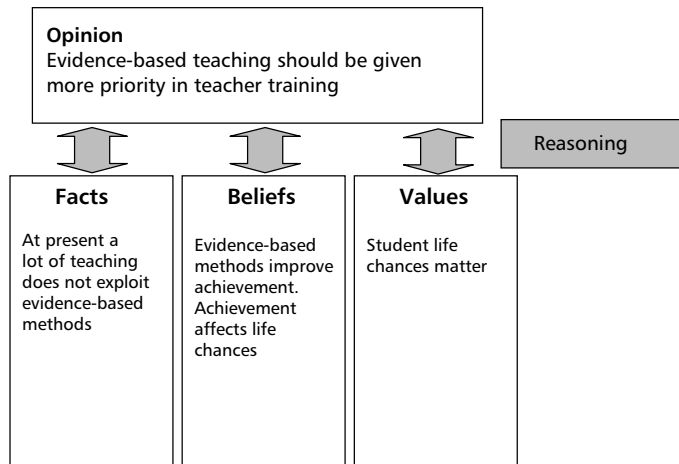 Opinion
Evidence-based teaching should be given
more priority in teacher training
Reasoning
Facts
At present a
lot of teaching
does not exploit
evidence-based
methods
Beliefs
Evidence-based
methods improve
achievement.
Achievement
affects life
chances
Values
Student life
chances matter